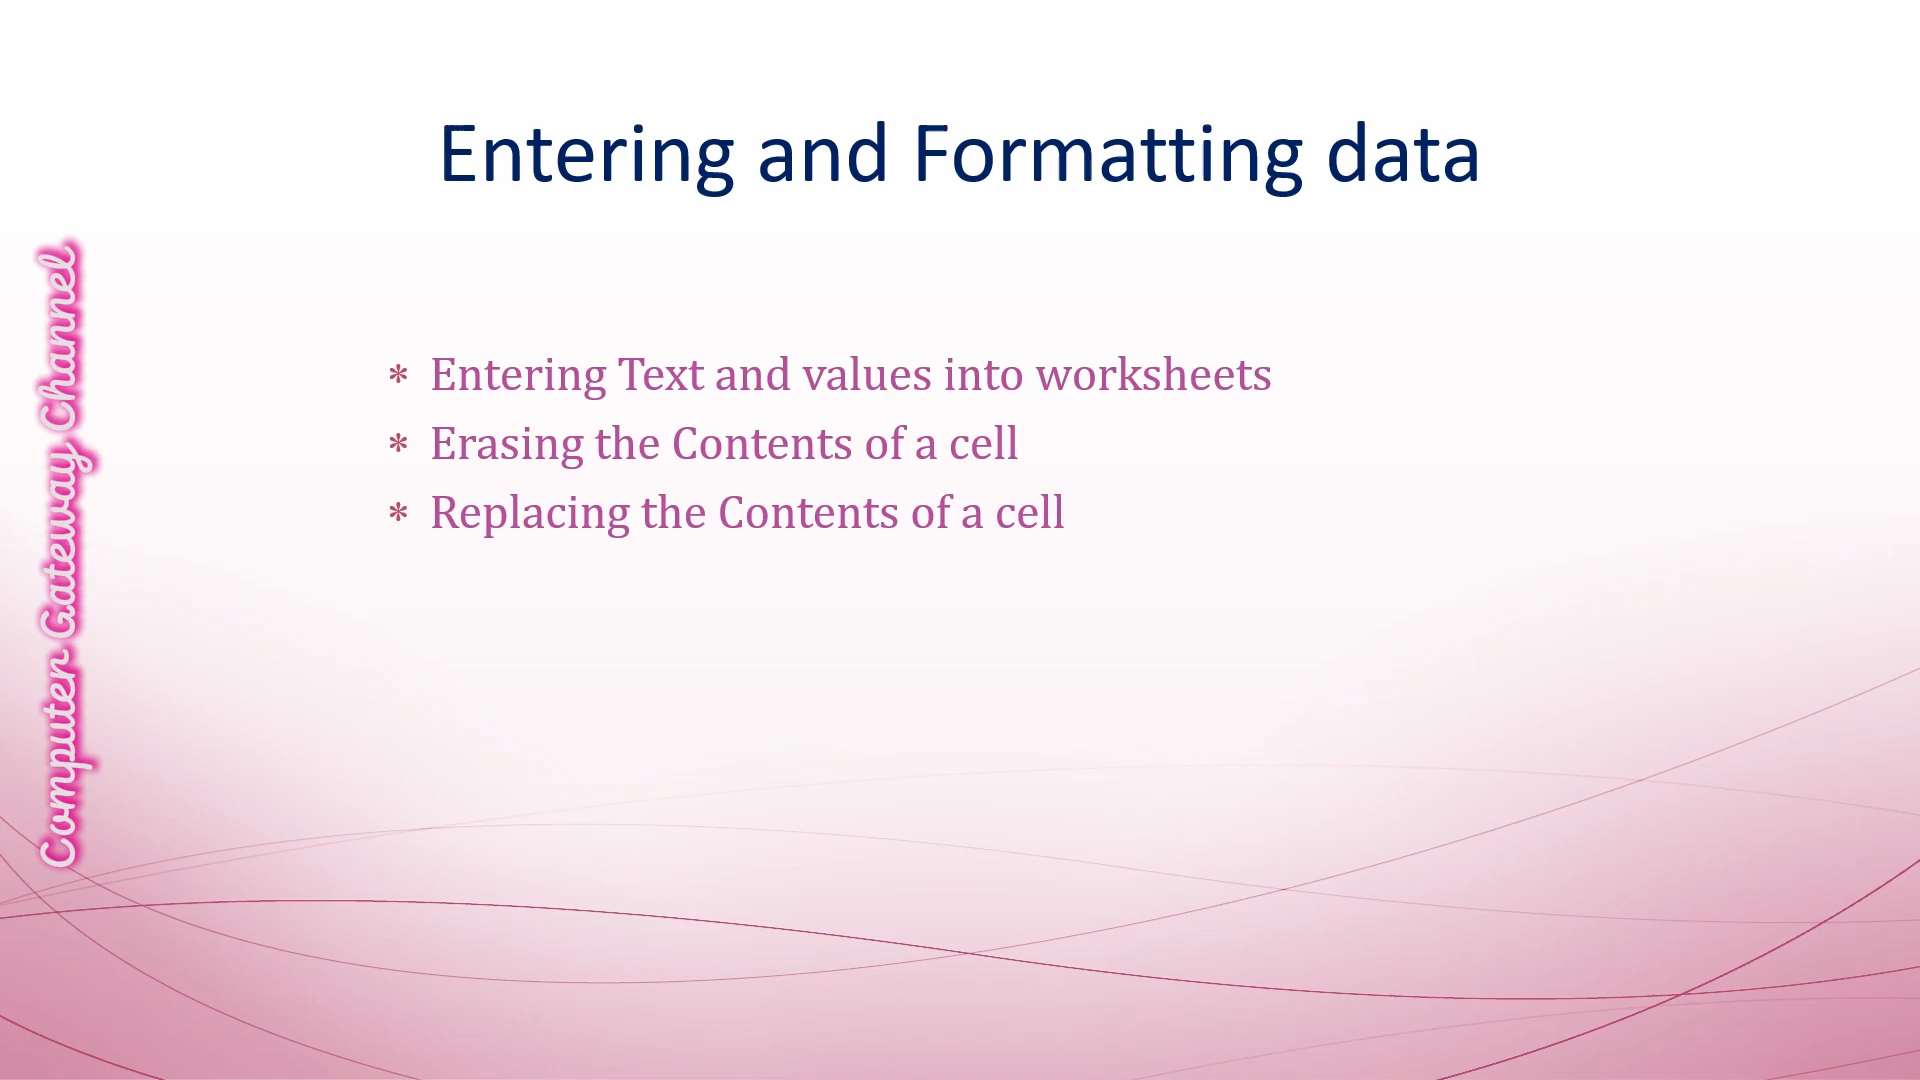 Entering and Formatting data
Computer Gateway Channel
* Entering Text and values into worksheets
* Erasing the Contents of a cell
* Replacing the Contents of a cell